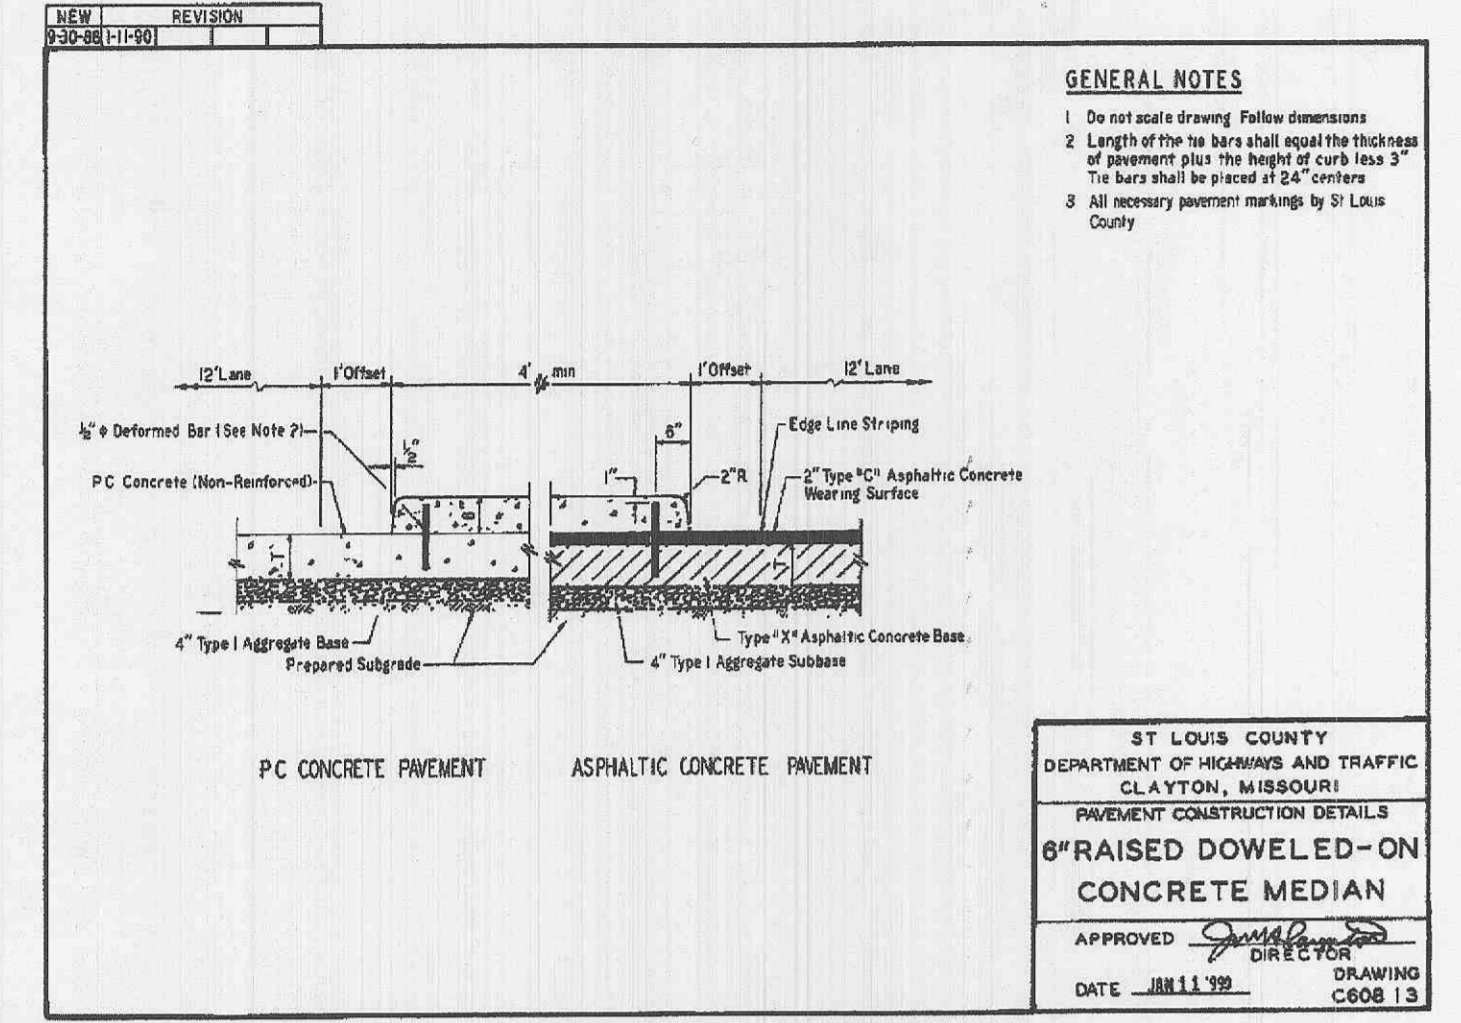 NEW REVISION
9-30-88 1-11-90
GENERAL NOTES
1 Do not scale drawing Follow dimensions
2 Length of the tie bars shall equal the thickness
of pavement plus the height of curb less 3"
Tie bars shall be placed at 24" centers
3 All necessary pavement markings by St Louis
County
12' Lane 1' Offset 4' min 1' Offset 12' Lane
½" φ Deformed Bar (See Note 2)
6"
Edge Line Striping
PC Concrete (Non-Reinforced)
1"
2"R
2" Type "C" Asphaltic Concrete
Wearing Surface
"T"
6"
"T"
4" Type 1 Aggregate Base
Prepared Subgrade
Type "X" Asphaltic Concrete Base
4" Type 1 Aggregate Subbase
PC CONCRETE PAVEMENT
ASPHALTIC CONCRETE PAVEMENT
ST LOUIS COUNTY
DEPARTMENT OF HIGHWAYS AND TRAFFIC
CLAYTON, MISSOURI
PAVEMENT CONSTRUCTION DETAILS
6" RAISED DOWELED-ON
CONCRETE MEDIAN
APPROVED
DIRECTOR
DATE JAN 11 '990
DRAWING
C608 13